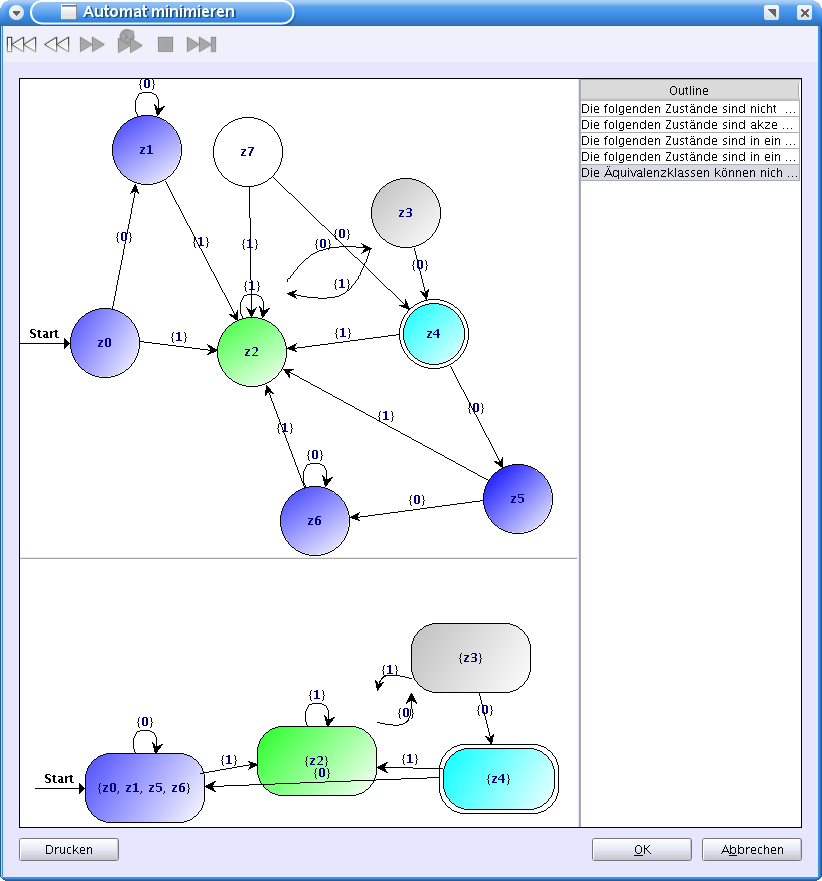 Automat minimieren
Outline
Die folgenden Zustände sind nicht ...
Die folgenden Zustände sind akze ...
Die folgenden Zustände sind in ein ...
Die folgenden Zustände sind in ein ...
Die Äquivalenzklassen können nich ...
{0}
z1
z7
z3
{0}
{1}
{1}
{0}
{0}
{0}
{1}
{1}
Start
z0
{1}
z2
{1}
z4
{0}
{1}
{1}
{0}
z6
{0}
z5
{z3}
{1}
{0}
{0}
{1}
{0}
Start
{z0, z1, z5, z6}
{1}
{z2}
{0}
{1}
{z4}
Drucken
OK
Abbrechen